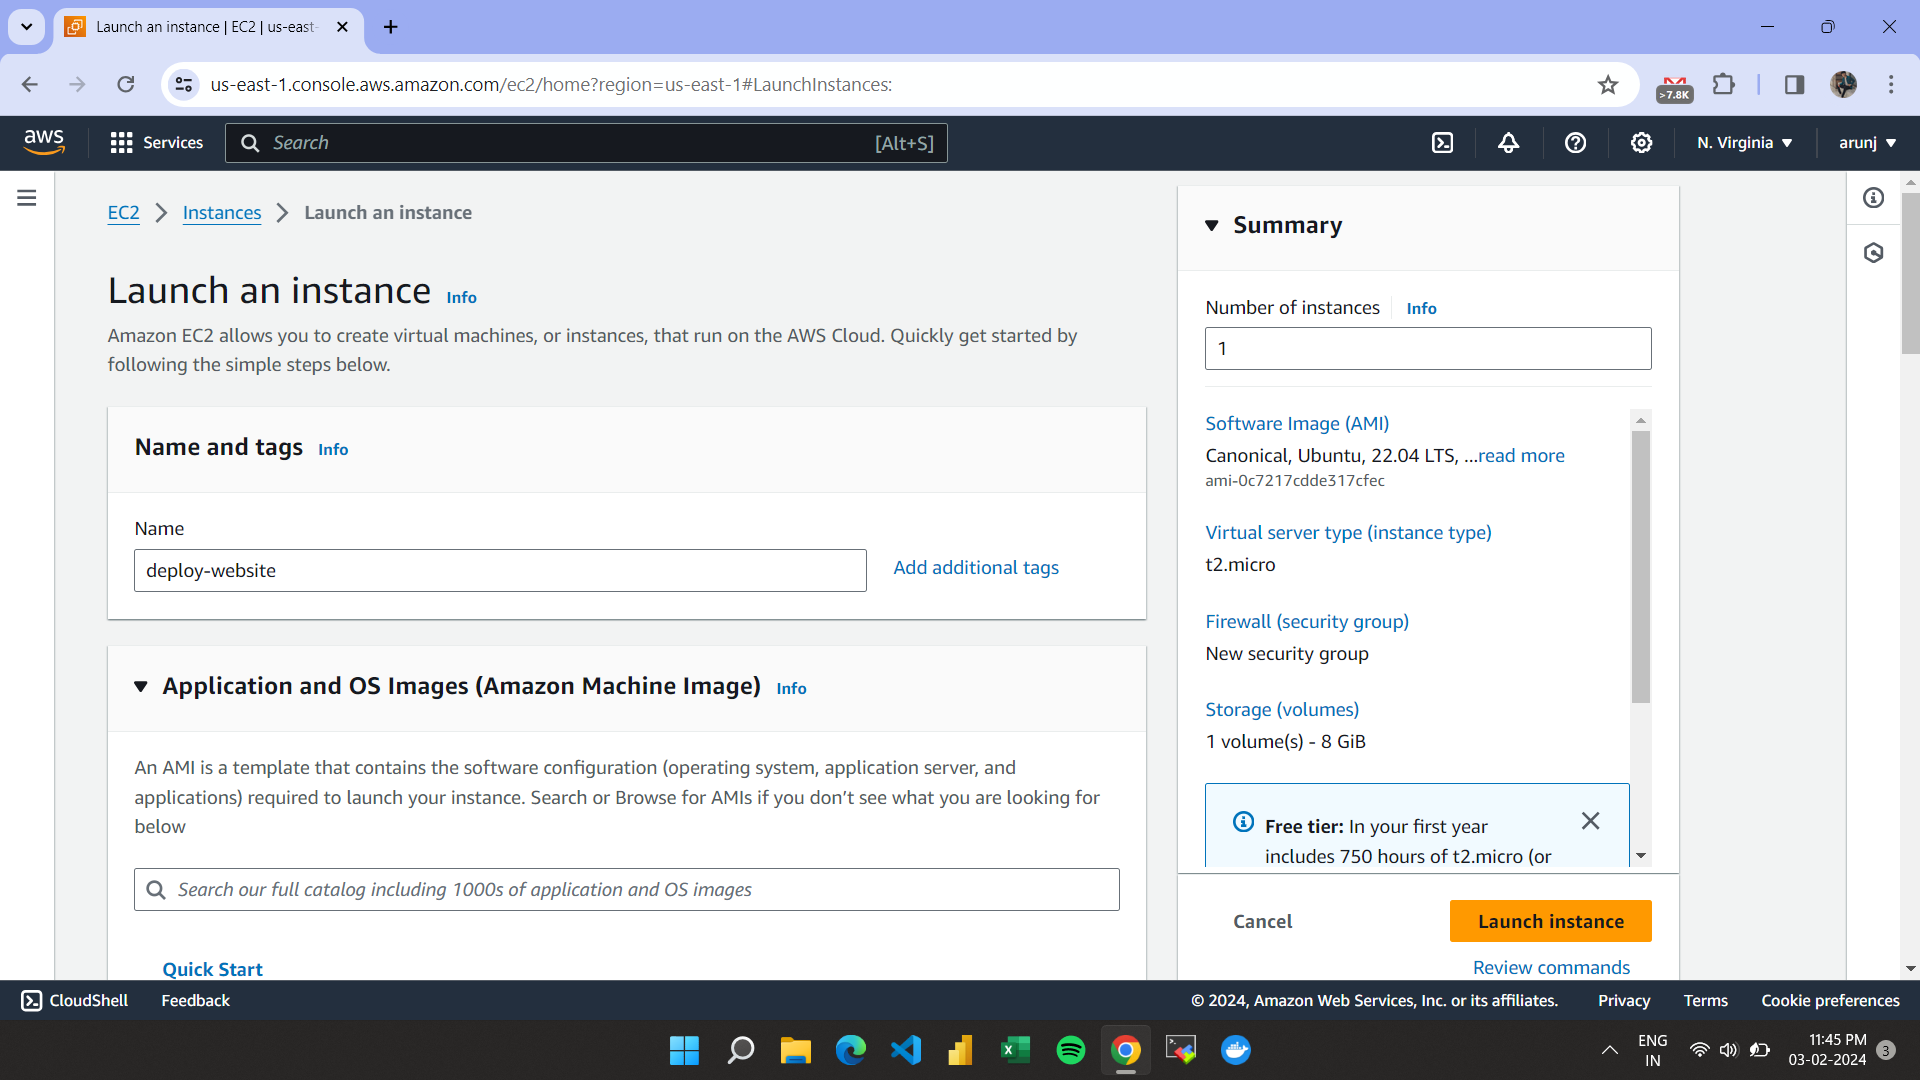 Launch an instance | EC2 | us-east-
us-east-1.console.aws.amazon.com/ec2/home?region=us-east-1#LaunchInstances:
>7.8K
aws
Services
Search
[Alt+S]
N. Virginia
arunj
EC2
Instances
Launch an instance
Launch an instance Info
Amazon EC2 allows you to create virtual machines, or instances, that run on the AWS Cloud. Quickly get started by
following the simple steps below.
Name and tags Info
Name
deploy-website
Add additional tags
Application and OS Images (Amazon Machine Image) Info
An AMI is a template that contains the software configuration (operating system, application server, and
applications) required to launch your instance. Search or Browse for AMIs if you don’t see what you are looking for
below
Search our full catalog including 1000s of application and OS images
Quick Start
Summary
Number of instances Info
1
Software Image (AMI)
Canonical, Ubuntu, 22.04 LTS, ...read more
ami-0c7217cdde317cfec
Virtual server type (instance type)
t2.micro
Firewall (security group)
New security group
Storage (volumes)
1 volume(s) - 8 GiB
Free tier: In your first year
includes 750 hours of t2.micro (or
Cancel
Launch instance
Review commands
CloudShell
Feedback
© 2024, Amazon Web Services, Inc. or its affiliates.
Privacy
Terms
Cookie preferences
ENG
IN
11:45 PM
03-02-2024
3